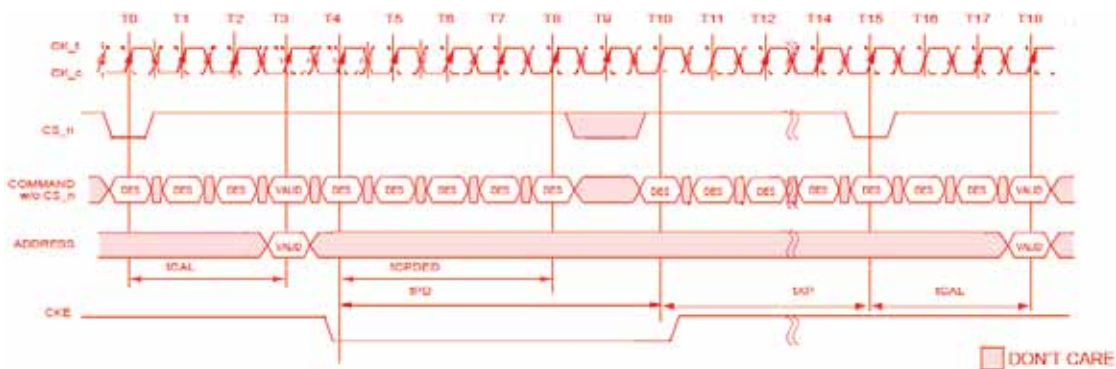 T0 T1 T2 T3 T4 T5 T6 T7 T8 T9 T10 T11 T12 T14 T15 T16 T17 T18
CK_t
CK_c
CS_n
COMMAND w/o CS_n
DES DES DES VALID DES DES DES DES DES DES DES DES DES DES DES DES VALID
ADDRESS
VALID VALID
tCAL tCPDED
tPD tXP tCAL
CKE
DON'T CARE